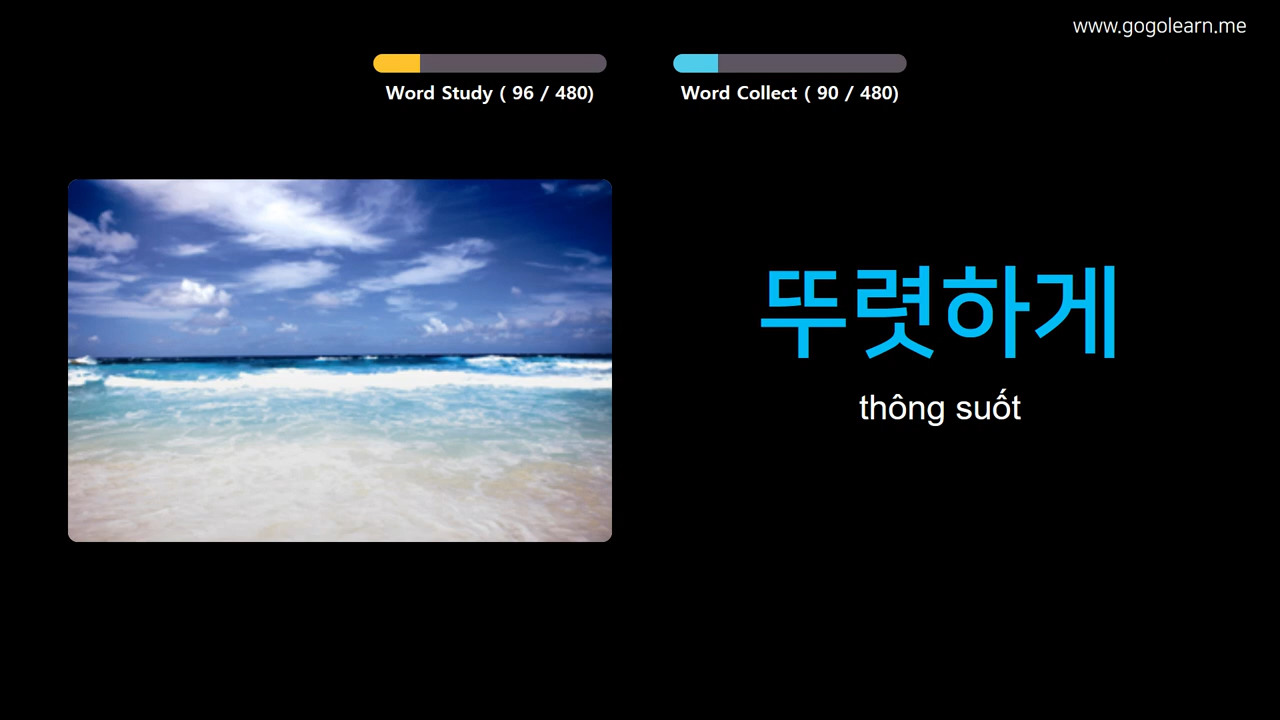 www.gogolearn.me
Word Study ( 96 / 480)
Word Collect ( 90 / 480)
뚜렷하게
thông suốt